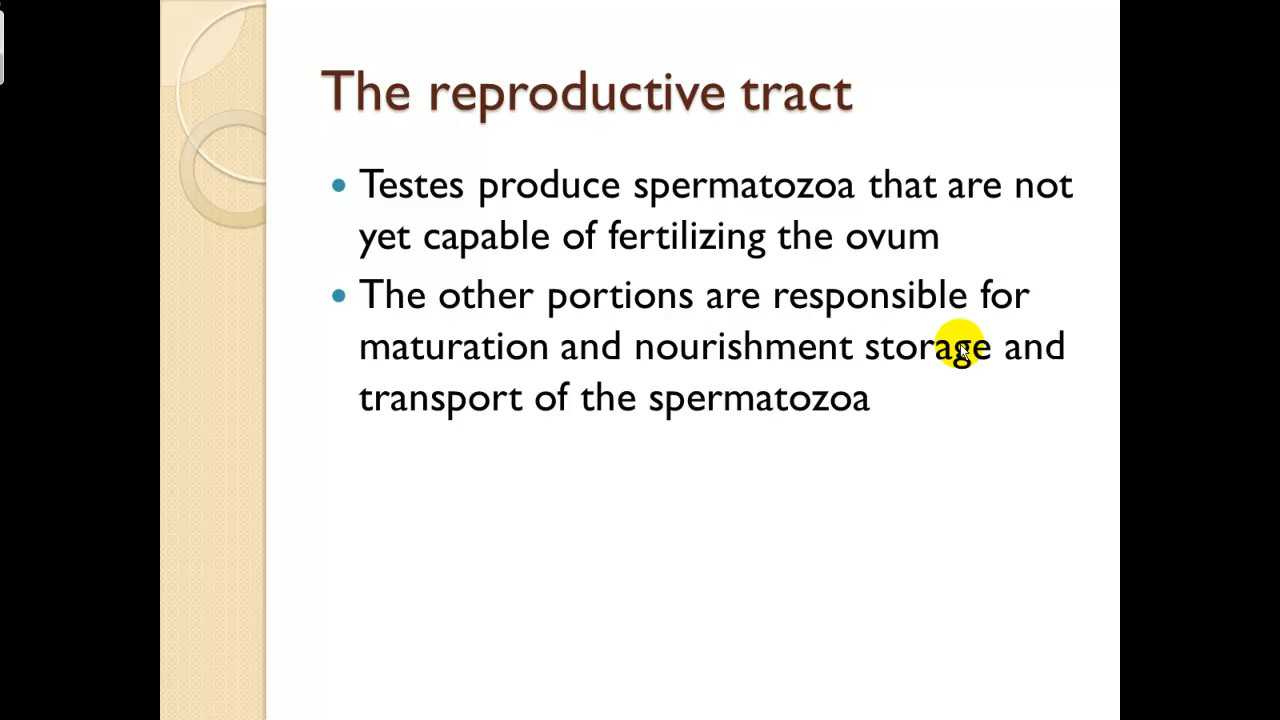 The reproductive tract
• Testes produce spermatozoa that are not
yet capable of fertilizing the ovum
• The other portions are responsible for
maturation and nourishment storage and
transport of the spermatozoa